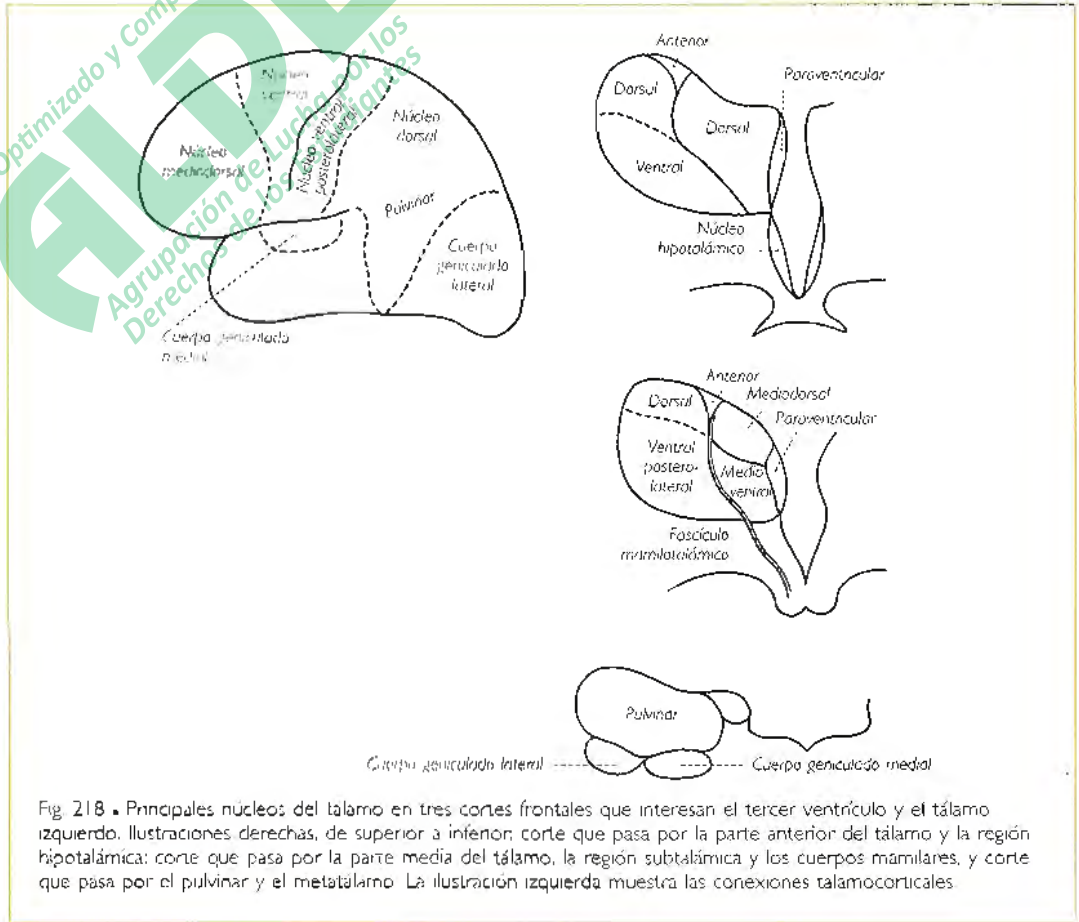 Optimizado y Comp
ALD
Agrupación de Lucha por los
Derechos de los Estudiantes
Núcleo
ventral
Núcleo
mediodorsal
Núcleo ventral
posterolateral
Núcleo
dorsal
Pulvinar
Cuerpo
geniculado
lateral
Cuerpo geniculado
medial
Anterior
Paraventricular
Dorsal
Dorsal
Ventral
Núcleo
hipotalámico
Anterior
Mediodorsal
Paraventricular
Dorsal
Ventral
postero-
lateral
Medio
ventral
Fascículo
mamilotalámico
Pulvinar
Cuerpo geniculado lateral
Cuerpo geniculado medial
Fig. 218 . Principales núcleos del tálamo en tres cortes frontales que interesan el tercer ventrículo y el tálamo
izquierdo. Ilustraciones derechas, de superior a inferior: corte que pasa por la parte anterior del tálamo y la región
hipotalámica; corte que pasa por la parte media del tálamo, la región subtalámica y los cuerpos mamilares, y corte
que pasa por el pulvinar y el metatálamo. La ilustración izquierda muestra las conexiones talamocorticales